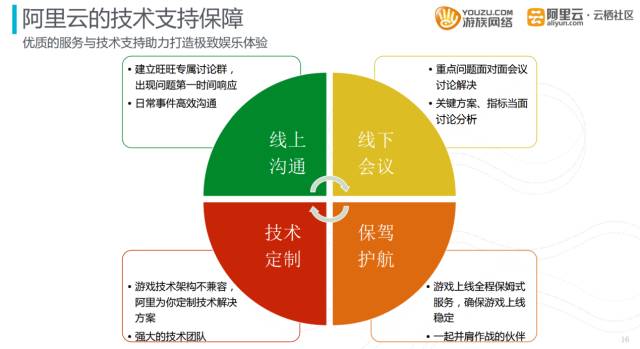 阿里云的技术支持保障
优质的服务与技术支持助力打造极致娱乐体验
YOUZU.COM
游族网络
阿里云·云栖社区
aliyun.com
• 建立旺旺专属讨论群，
出现问题第一时间响应
• 日常事件高效沟通
• 重点问题面对面会议
讨论解决
• 关键方案、指标当面
讨论分析
线上
沟通
线下
会议
技术
定制
保驾
护航
• 游戏技术架构不兼容，
阿里为你定制技术解决
方案
• 强大的技术团队
• 游戏上线全程保姆式
服务，确保游戏上线
稳定
• 一起并肩作战的伙伴
16